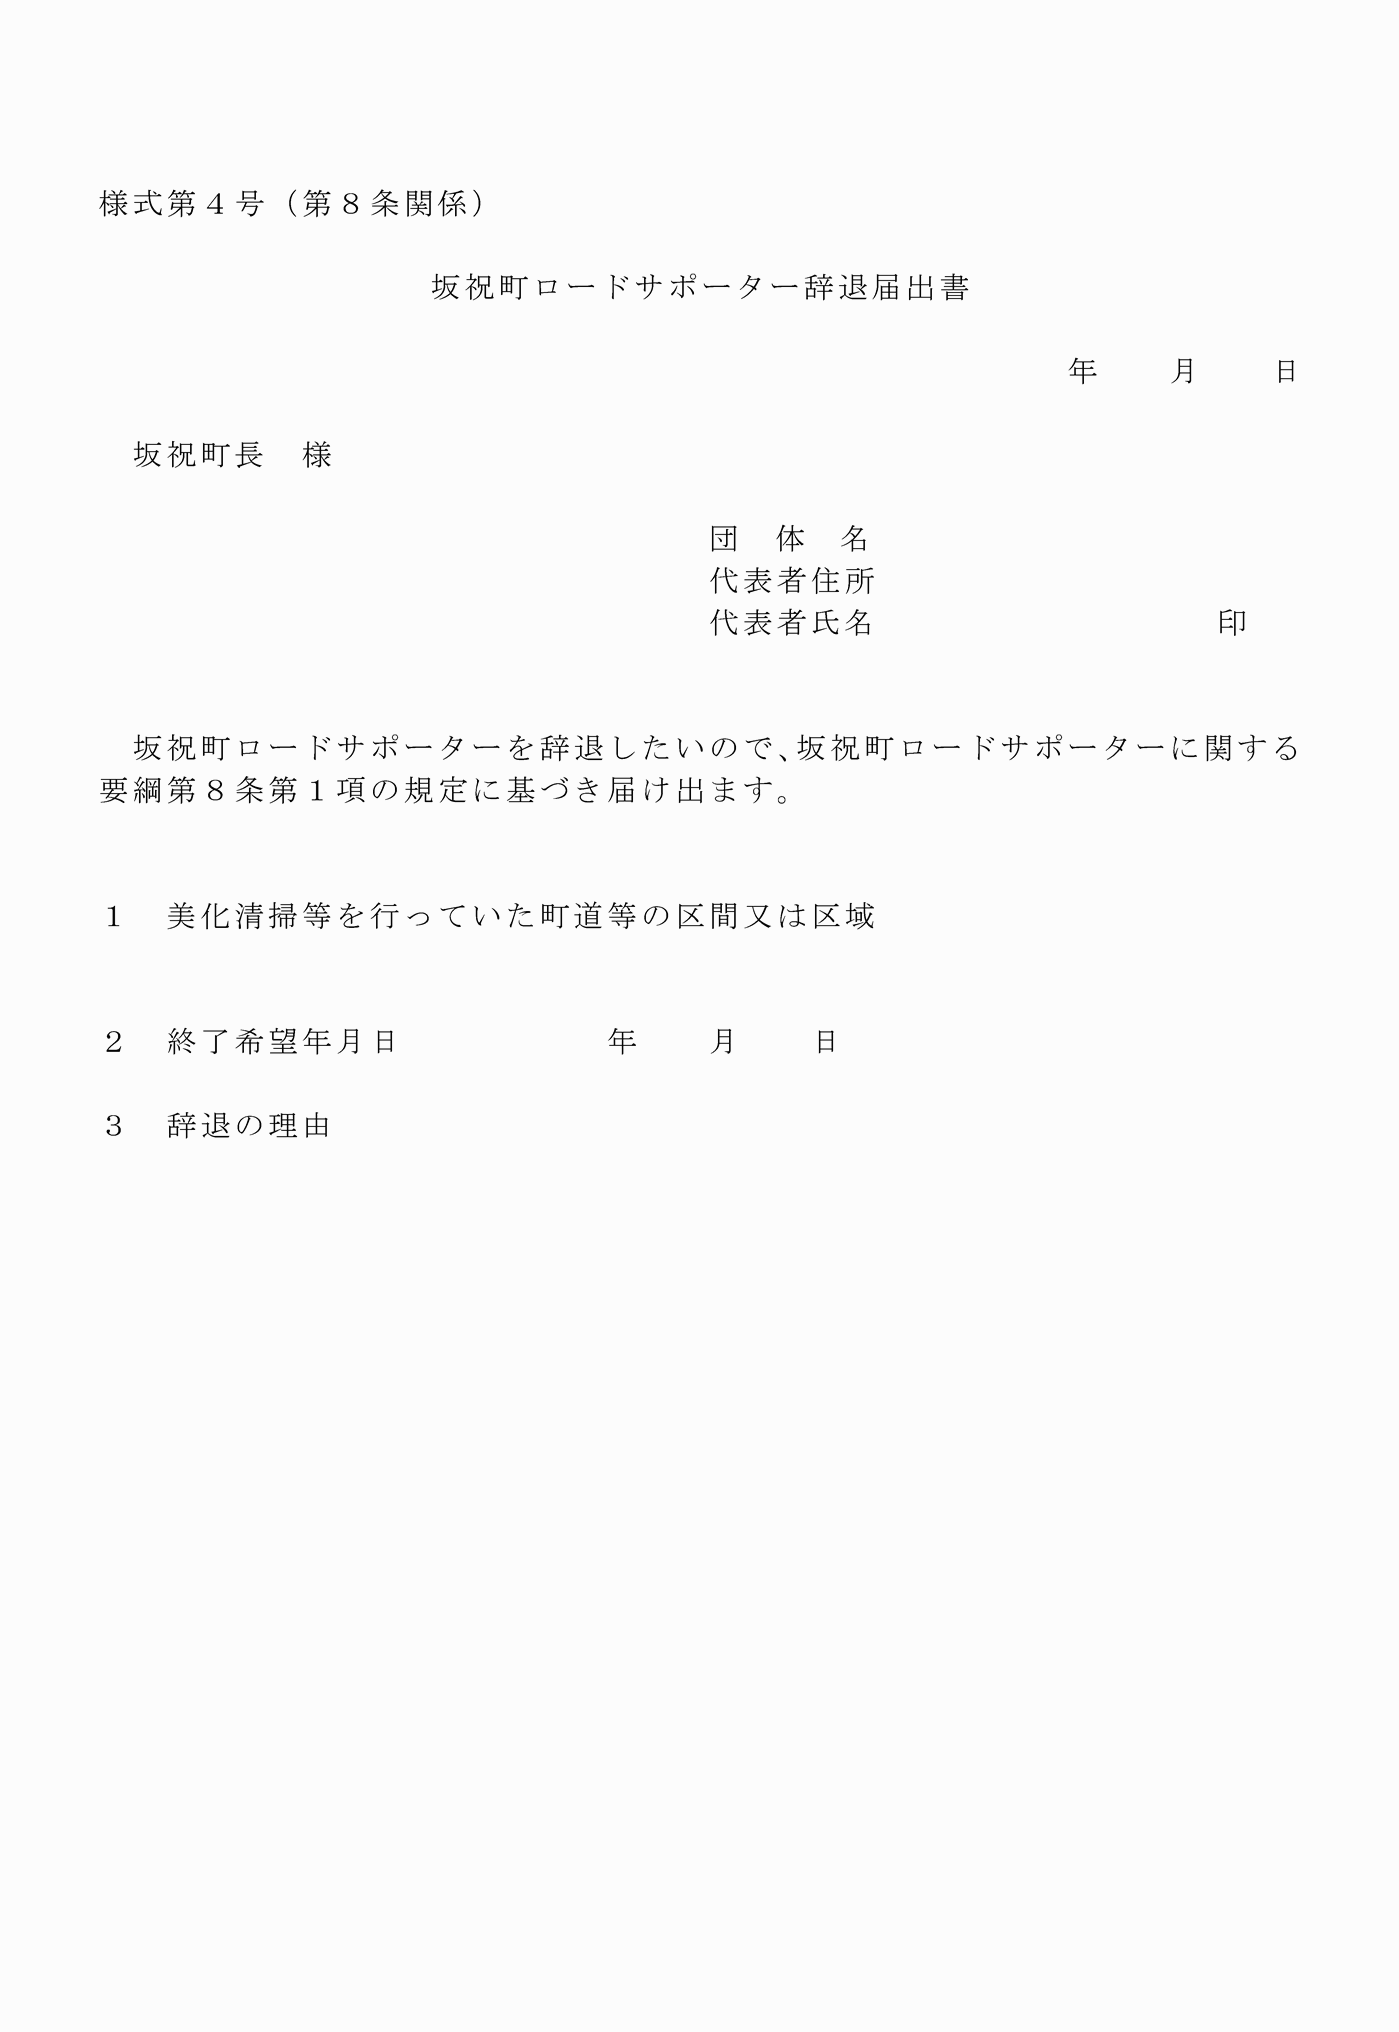 様式第４号（第８条関係）
坂祝町ロードサポーター辞退届出書
年　　月　　日
坂祝町長　様
団　体　名
代表者住所
代表者氏名　　　　　　　　　　印
坂祝町ロードサポーターを辞退したいので、坂祝町ロードサポーターに関する
要綱第８条第１項の規定に基づき届け出ます。
１　美化清掃等を行っていた町道等の区間又は区域
２　終了希望年月日　　　　　　年　　月　　日
３　辞退の理由